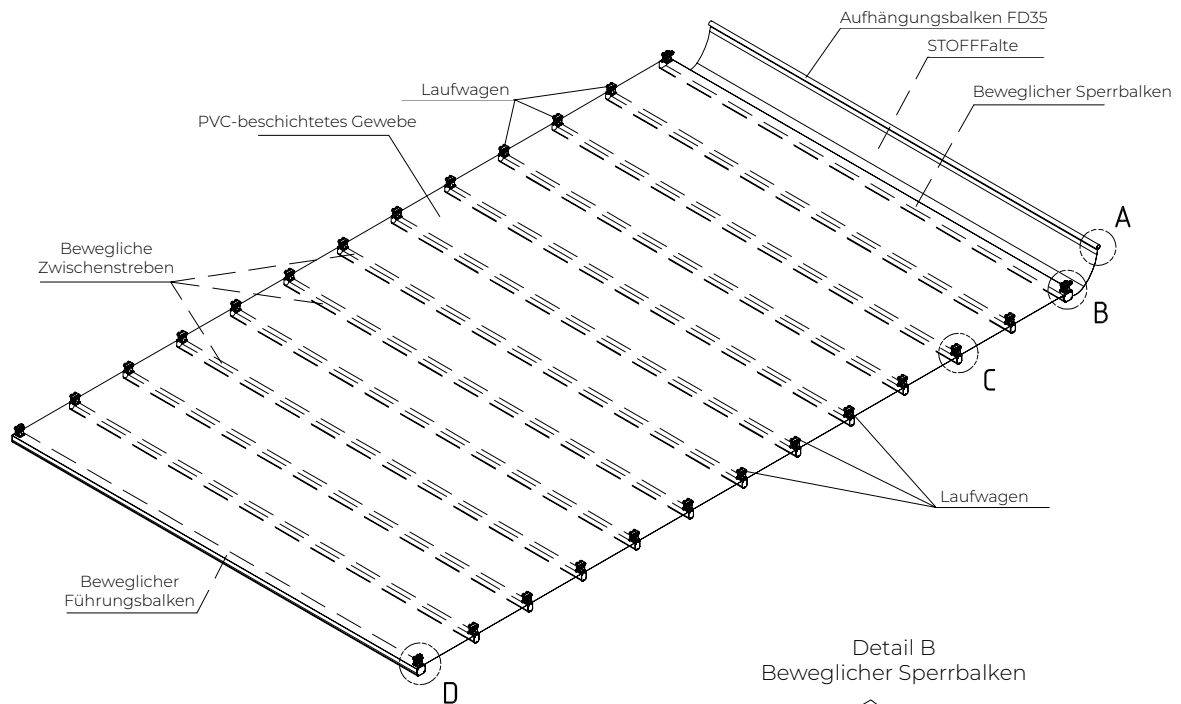 Aufhängungsbalken FD35
STOFFFalte
Beweglicher Sperrbalken
Laufwagen
PVC-beschichtetes Gewebe
A
B
Bewegliche
Zwischenstreben
C
Laufwagen
Beweglicher
Führungsbalken
D
Detail B
Beweglicher Sperrbalken